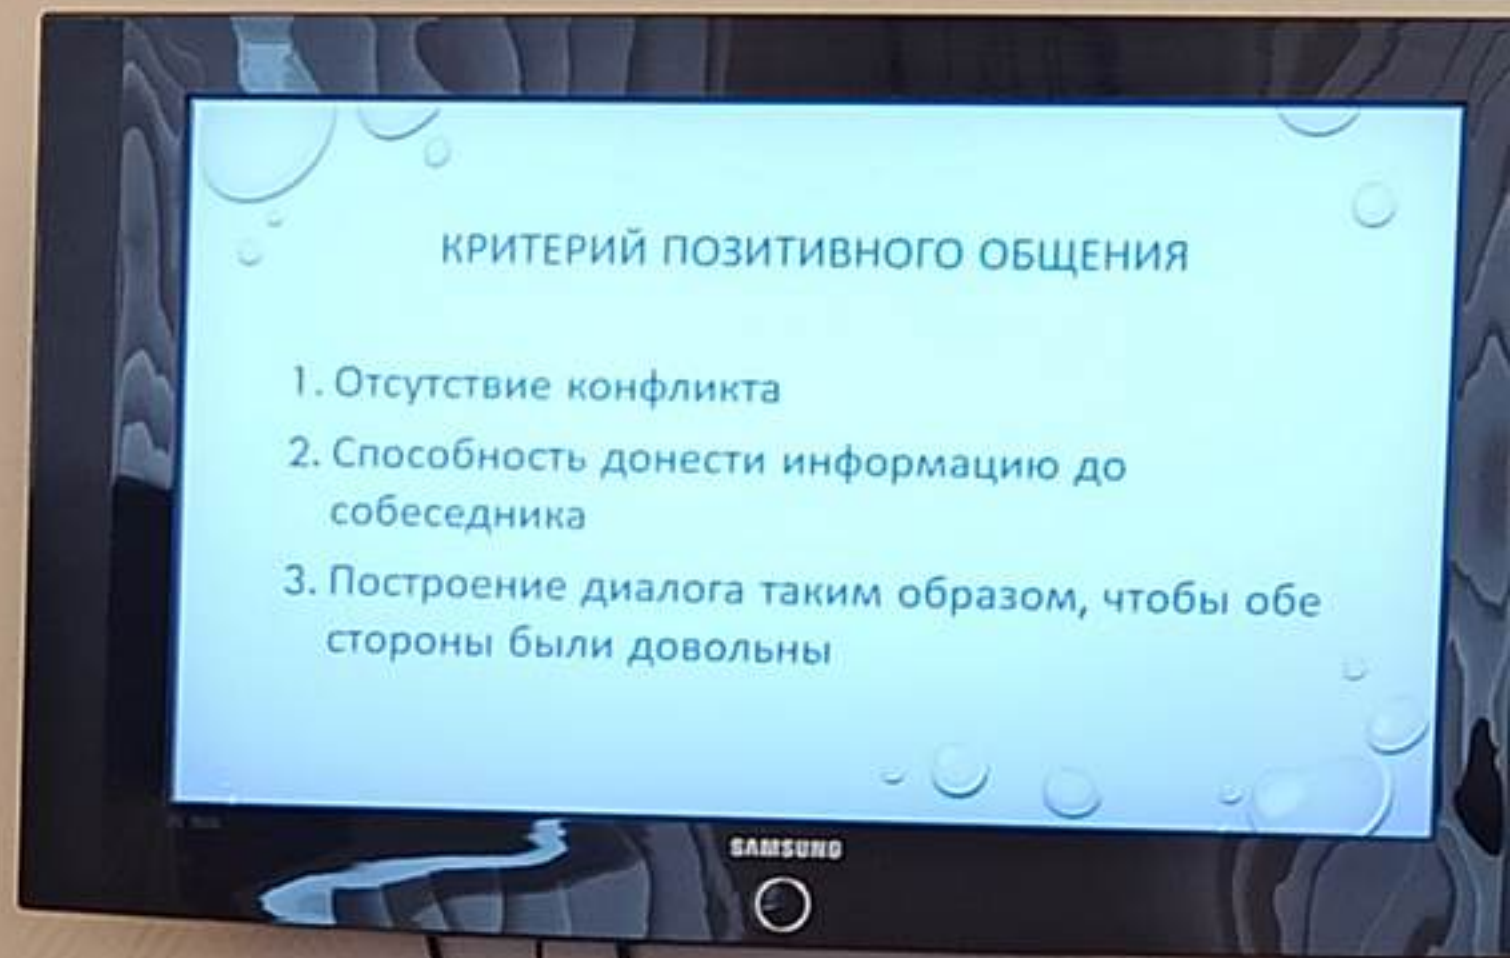 КРИТЕРИЙ ПОЗИТИВНОГО ОБЩЕНИЯ
1. Отсутствие конфликта
2. Способность донести информацию до
собеседника
3. Построение диалога таким образом, чтобы обе
стороны были довольны
SAMSUNG